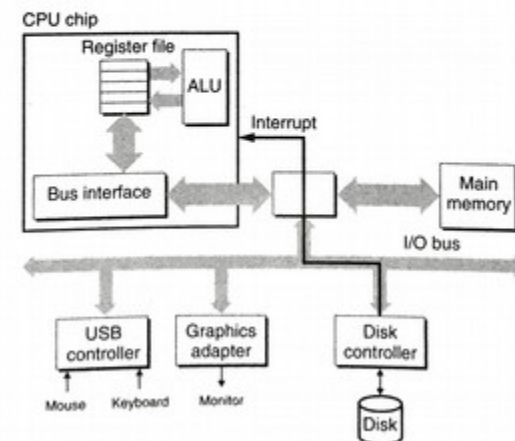 CPU chip
Register file
ALU
Interrupt
Bus interface
Main
memory
I/O bus
USB
controller
Graphics
adapter
Disk
controller
Mouse
Keyboard
Monitor
Disk